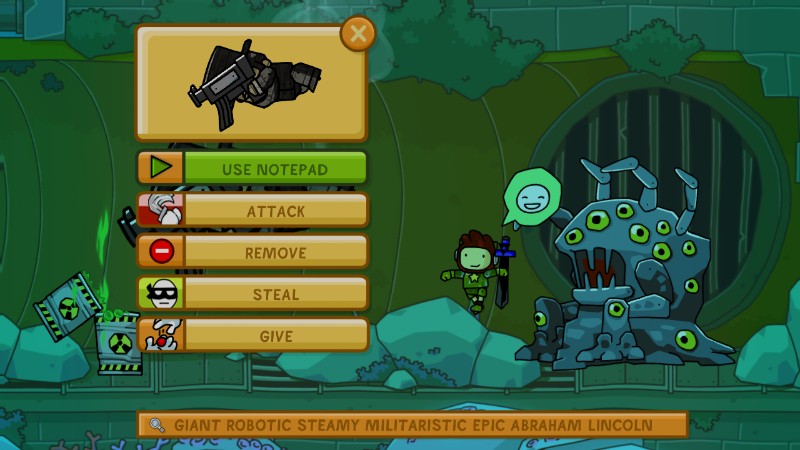 USE NOTEPAD
ATTACK
REMOVE
STEAL
GIVE
GIANT ROBOTIC STEAMY MILITARISTIC EPIC ABRAHAM LINCOLN